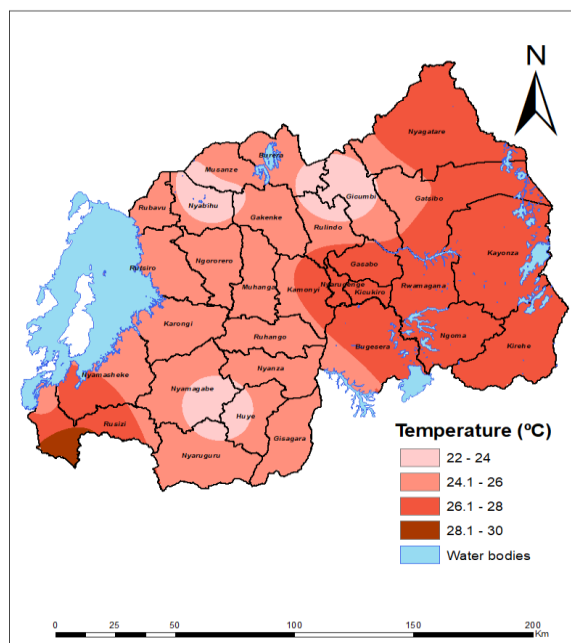 N
Nyagatare
Burera
Musanze
Gicumbi
Nyabihu
Gatsibo
Rubavu
Gakenke
Rulindo
Kayonza
Gasabo
Ngororero
Rutsiro
Nyarugenge
Muhanga
Kamonyi
Kicukiro
Rwamagana
Karongi
Ngoma
Kirehe
Bugesera
Ruhango
Nyanza
Nyamasheke
Nyamagabe
Huye
Rusizi
Gisagara
Nyaruguru
Temperature (ºC)
22 - 24
24.1 - 26
26.1 - 28
28.1 - 30
Water bodies
0 25 50 100 150 200
Km